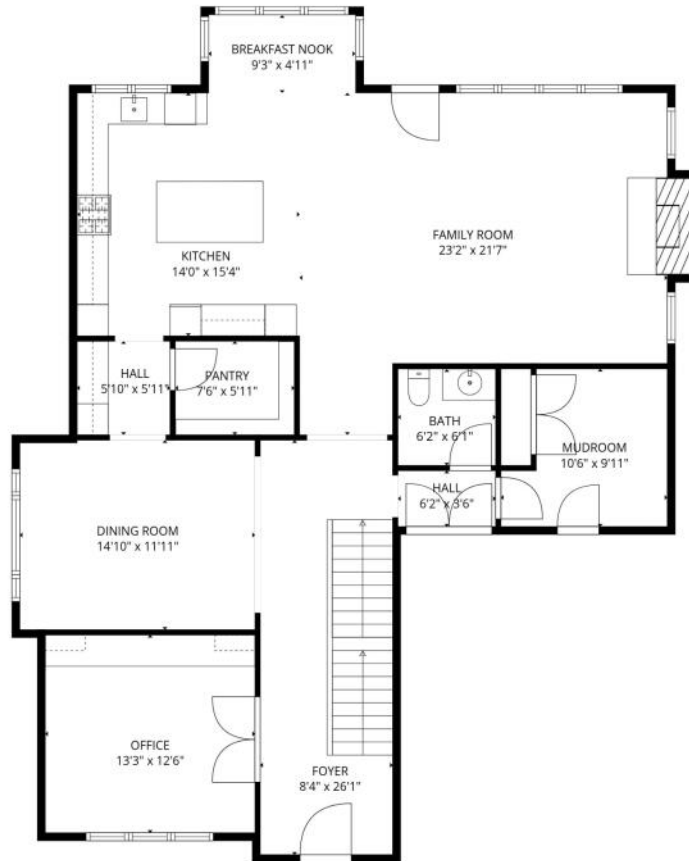 BREAKFAST NOOK
9'3" x 4'11"
FAMILY ROOM
23'2" x 21'7"
KITCHEN
14'0" x 15'4"
HALL
5'10" x 5'11"
PANTRY
7'6" x 5'11"
BATH
6'2" x 6'1"
MUDROOM
10'6" x 9'11"
HALL
6'2" x 3'6"
DINING ROOM
14'10" x 11'11"
OFFICE
13'3" x 12'6"
FOYER
8'4" x 26'1"